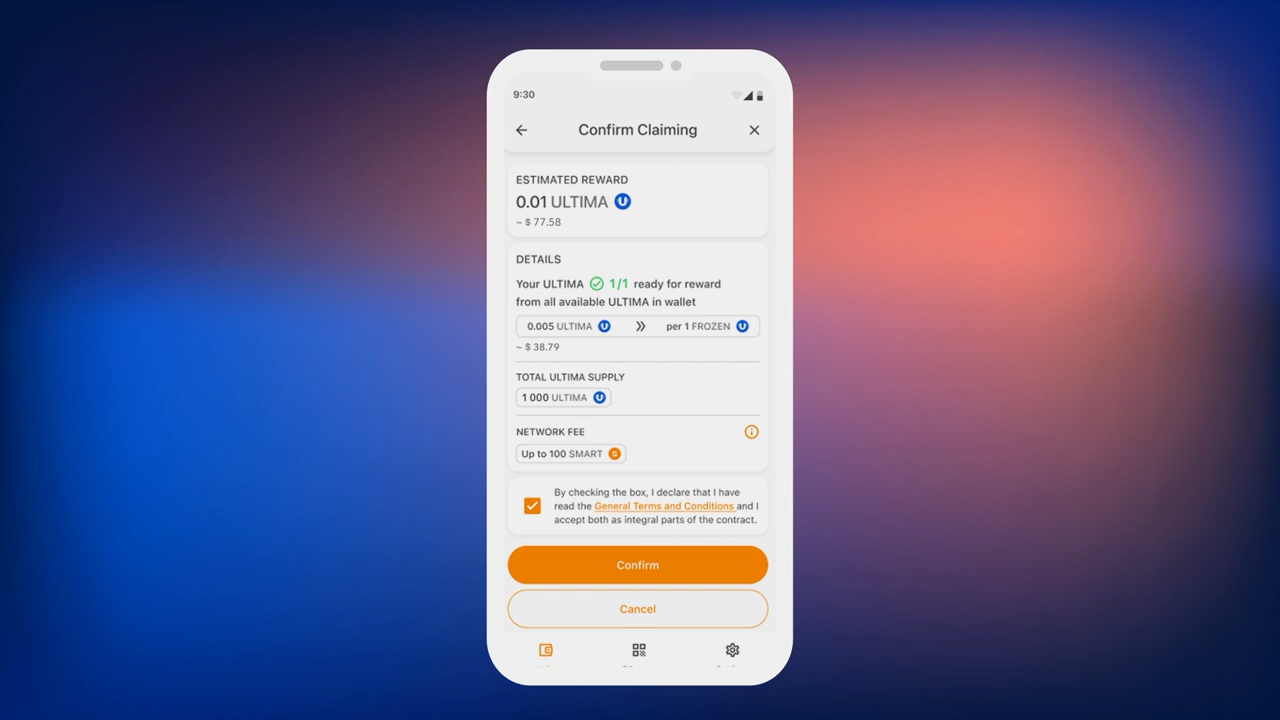 9:30
Confirm Claiming
ESTIMATED REWARD
0.01 ULTIMA
~ $ 77.58
DETAILS
Your ULTIMA 1/1 ready for reward
from all available ULTIMA in wallet
0.005 ULTIMA » per 1 FROZEN
~ $ 38.79
TOTAL ULTIMA SUPPLY
1 000 ULTIMA
NETWORK FEE
Up to 100 SMART S
By checking the box, I declare that I have
read the General Terms and Conditions and I
accept both as integral parts of the contract.
Confirm
Cancel